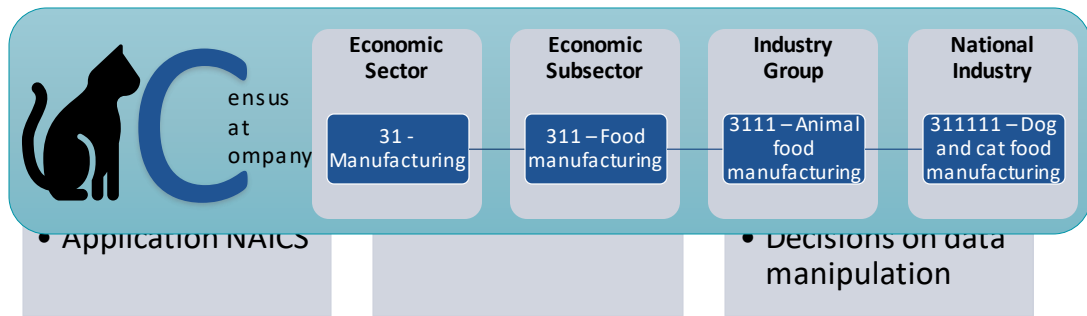 Economic
Sector
Economic
Subsector
Industry
Group
National
Industry
C
ensus
at
ompany
31 -
Manufacturing
311 – Food
manufacturing
3111 – Animal
food
manufacturing
311111 – Dog
and cat food
manufacturing
• Application NAICS
• Decisions on data
manipulation